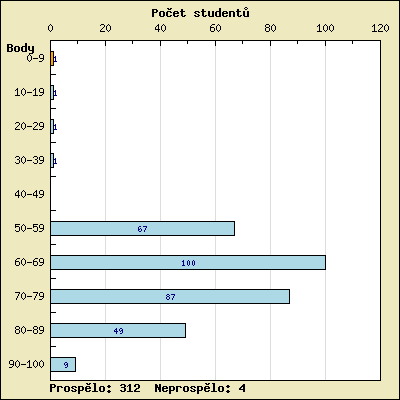 Počet studentů
0 20 40 60 80 100 120
Body
0-9 1
10-19 1
20-29 1
30-39 1
40-49
50-59 67
60-69 100
70-79 87
80-89 49
90-100 9
Prospělo: 312 Neprospělo: 4